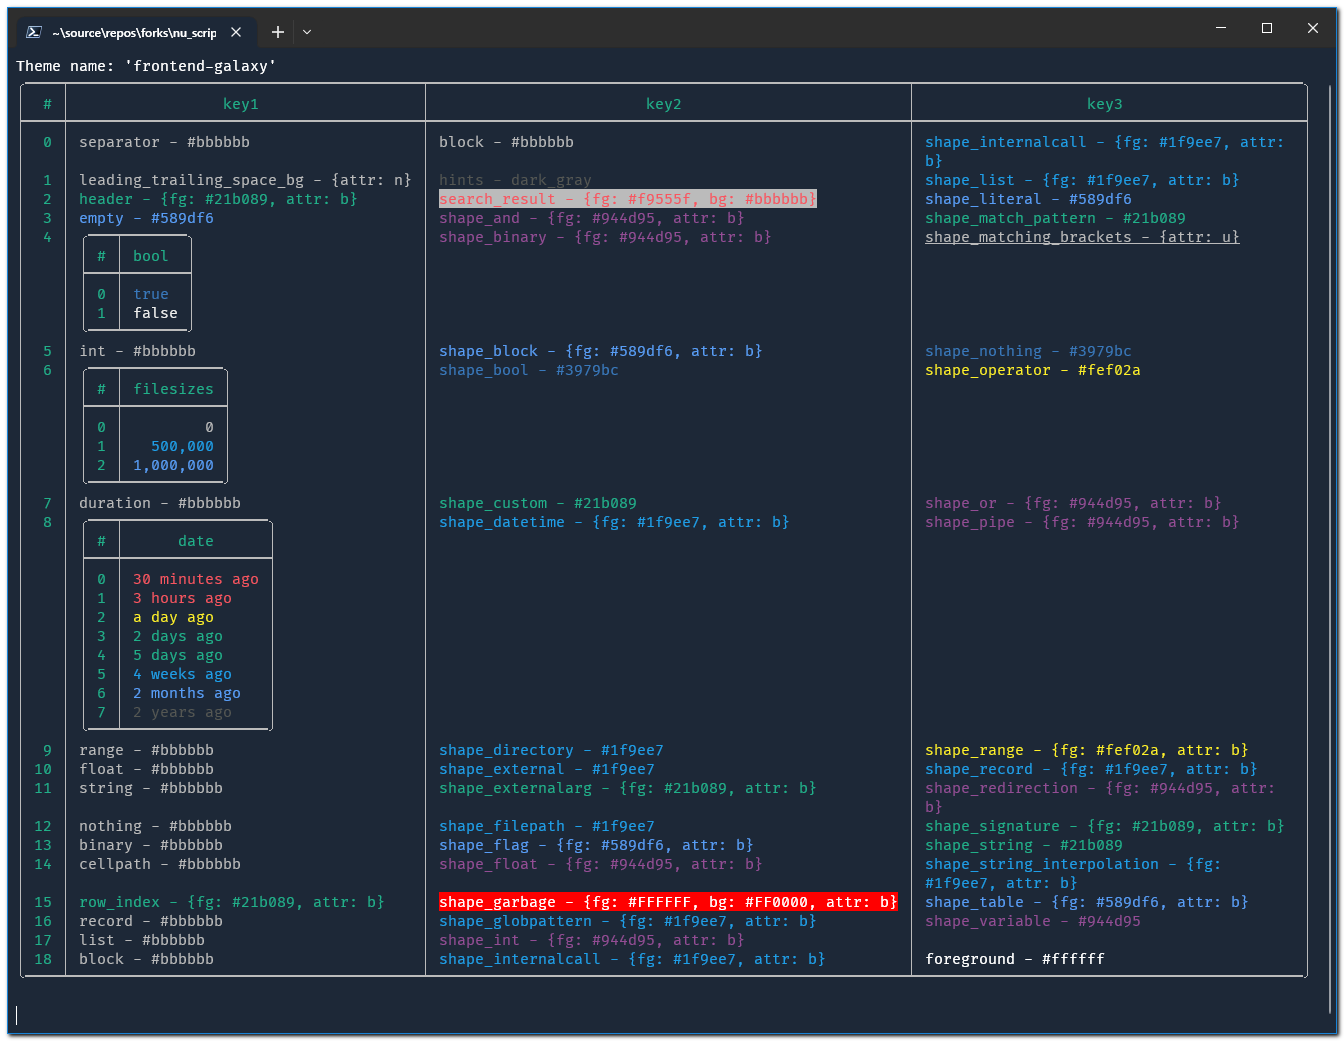 ~\source\repos\forks\nu_scrip
Theme name: 'frontend-galaxy'
# key1 key2 key3
0 separator - #bbbbbb block - #bbbbbb shape_internalcall - {fg: #1f9ee7, attr:
b}
1 leading_trailing_space_bg - {attr: n} hints - dark_gray shape_list - {fg: #1f9ee7, attr: b}
2 header - {fg: #21b089, attr: b} search_result - {fg: #f9555f, bg: #bbbbbb} shape_literal - #589df6
3 empty - #589df6 shape_and - {fg: #944d95, attr: b} shape_match_pattern - #21b089
4 shape_binary - {fg: #944d95, attr: b} shape_matching_brackets - {attr: u}
# bool
0 true
1 false
5 int - #bbbbbb shape_block - {fg: #589df6, attr: b} shape_nothing - #3979bc
6 shape_bool - #3979bc shape_operator - #fef02a
# filesizes
0 0
1 500,000
2 1,000,000
7 duration - #bbbbbb shape_custom - #21b089 shape_or - {fg: #944d95, attr: b}
8 shape_datetime - {fg: #1f9ee7, attr: b} shape_pipe - {fg: #944d95, attr: b}
# date
0 30 minutes ago
1 3 hours ago
2 a day ago
3 2 days ago
4 5 days ago
5 4 weeks ago
6 2 months ago
7 2 years ago
9 range - #bbbbbb shape_directory - #1f9ee7 shape_range - {fg: #fef02a, attr: b}
10 float - #bbbbbb shape_external - #1f9ee7 shape_record - {fg: #1f9ee7, attr: b}
11 string - #bbbbbb shape_externalarg - {fg: #21b089, attr: b} shape_redirection - {fg: #944d95, attr:
b}
12 nothing - #bbbbbb shape_filepath - #1f9ee7 shape_signature - {fg: #21b089, attr: b}
13 binary - #bbbbbb shape_flag - {fg: #589df6, attr: b} shape_string - #21b089
14 cellpath - #bbbbbb shape_float - {fg: #944d95, attr: b} shape_string_interpolation - {fg:
#1f9ee7, attr: b}
15 row_index - {fg: #21b089, attr: b} shape_garbage - {fg: #FFFFFF, bg: #FF0000, attr: b} shape_table - {fg: #589df6, attr: b}
16 record - #bbbbbb shape_globpattern - {fg: #1f9ee7, attr: b} shape_variable - #944d95
17 list - #bbbbbb shape_int - {fg: #944d95, attr: b}
18 block - #bbbbbb shape_internalcall - {fg: #1f9ee7, attr: b} foreground - #ffffff